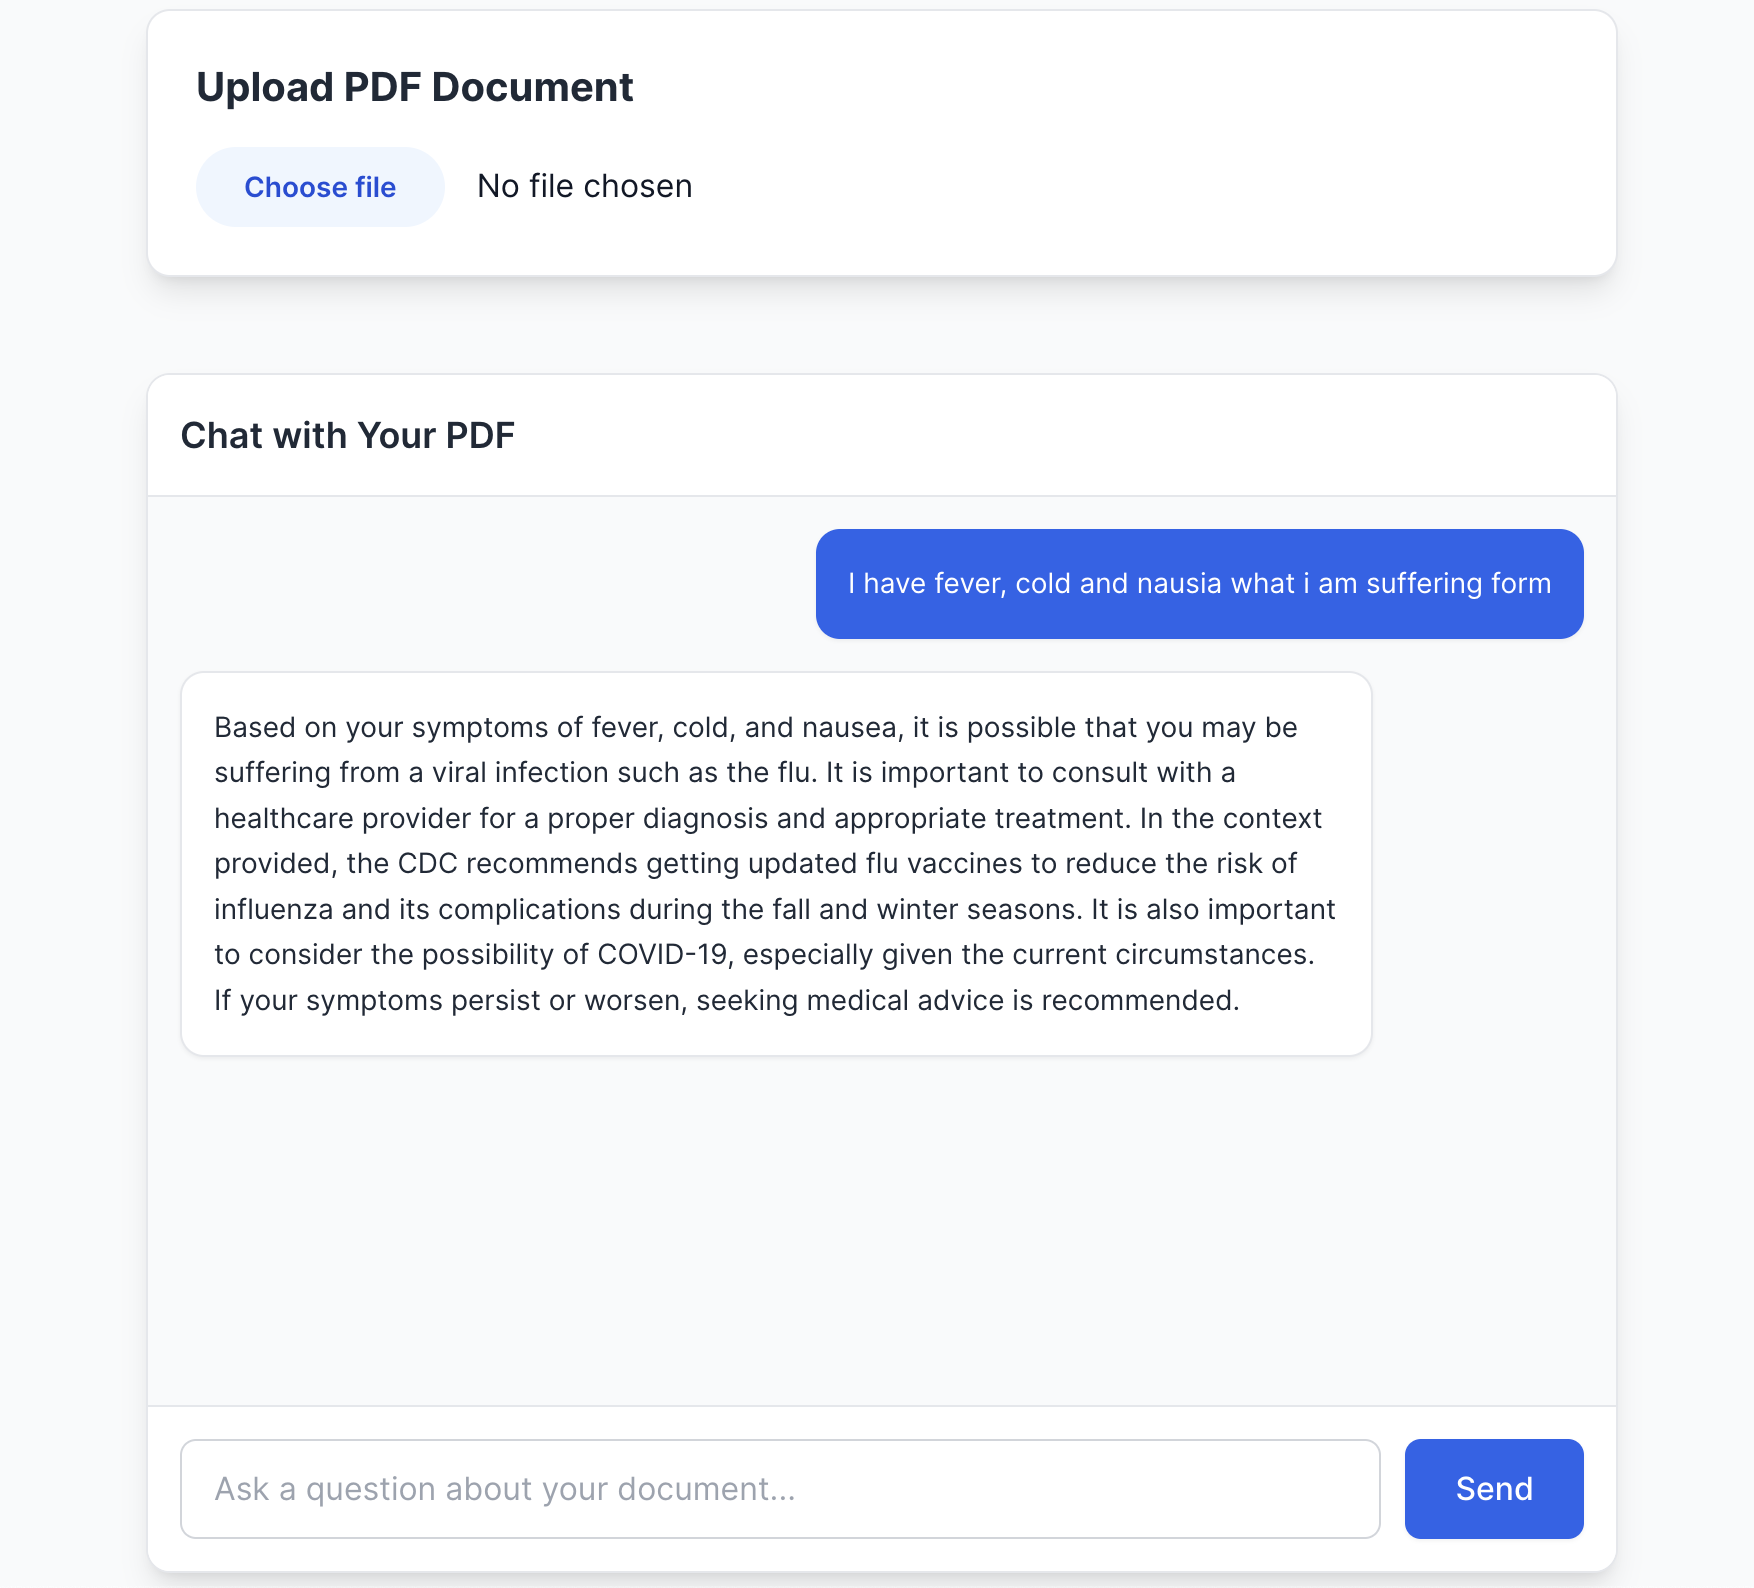 Upload PDF Document
Choose file No file chosen
Chat with Your PDF
I have fever, cold and nausia what i am suffering form
Based on your symptoms of fever, cold, and nausea, it is possible that you may be
suffering from a viral infection such as the flu. It is important to consult with a
healthcare provider for a proper diagnosis and appropriate treatment. In the context
provided, the CDC recommends getting updated flu vaccines to reduce the risk of
influenza and its complications during the fall and winter seasons. It is also important
to consider the possibility of COVID-19, especially given the current circumstances.
If your symptoms persist or worsen, seeking medical advice is recommended.
Ask a question about your document... Send